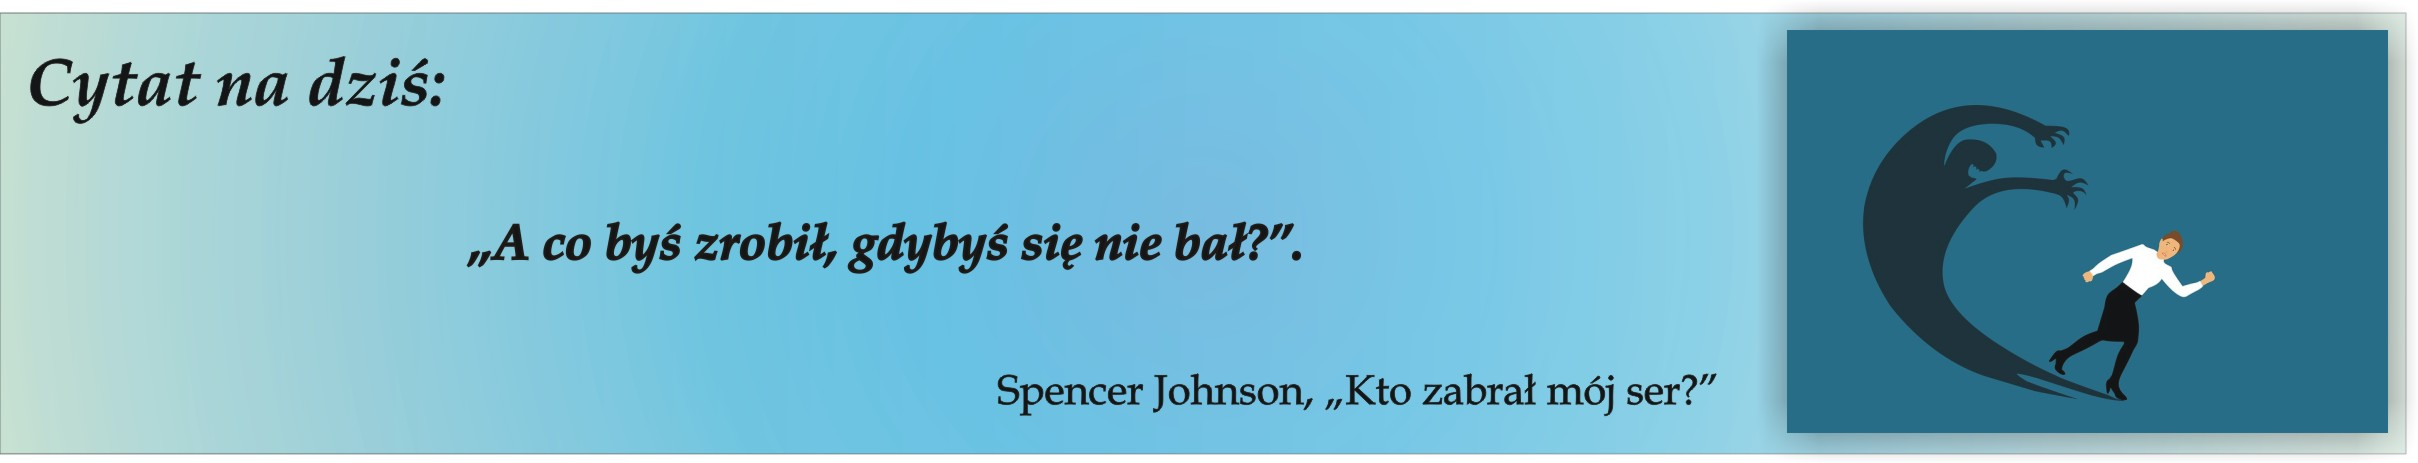 Cytat na dziś:
„A co byś zrobił, gdybyś się nie bał?”.
Spencer Johnson, „Kto zabrał mój ser?”